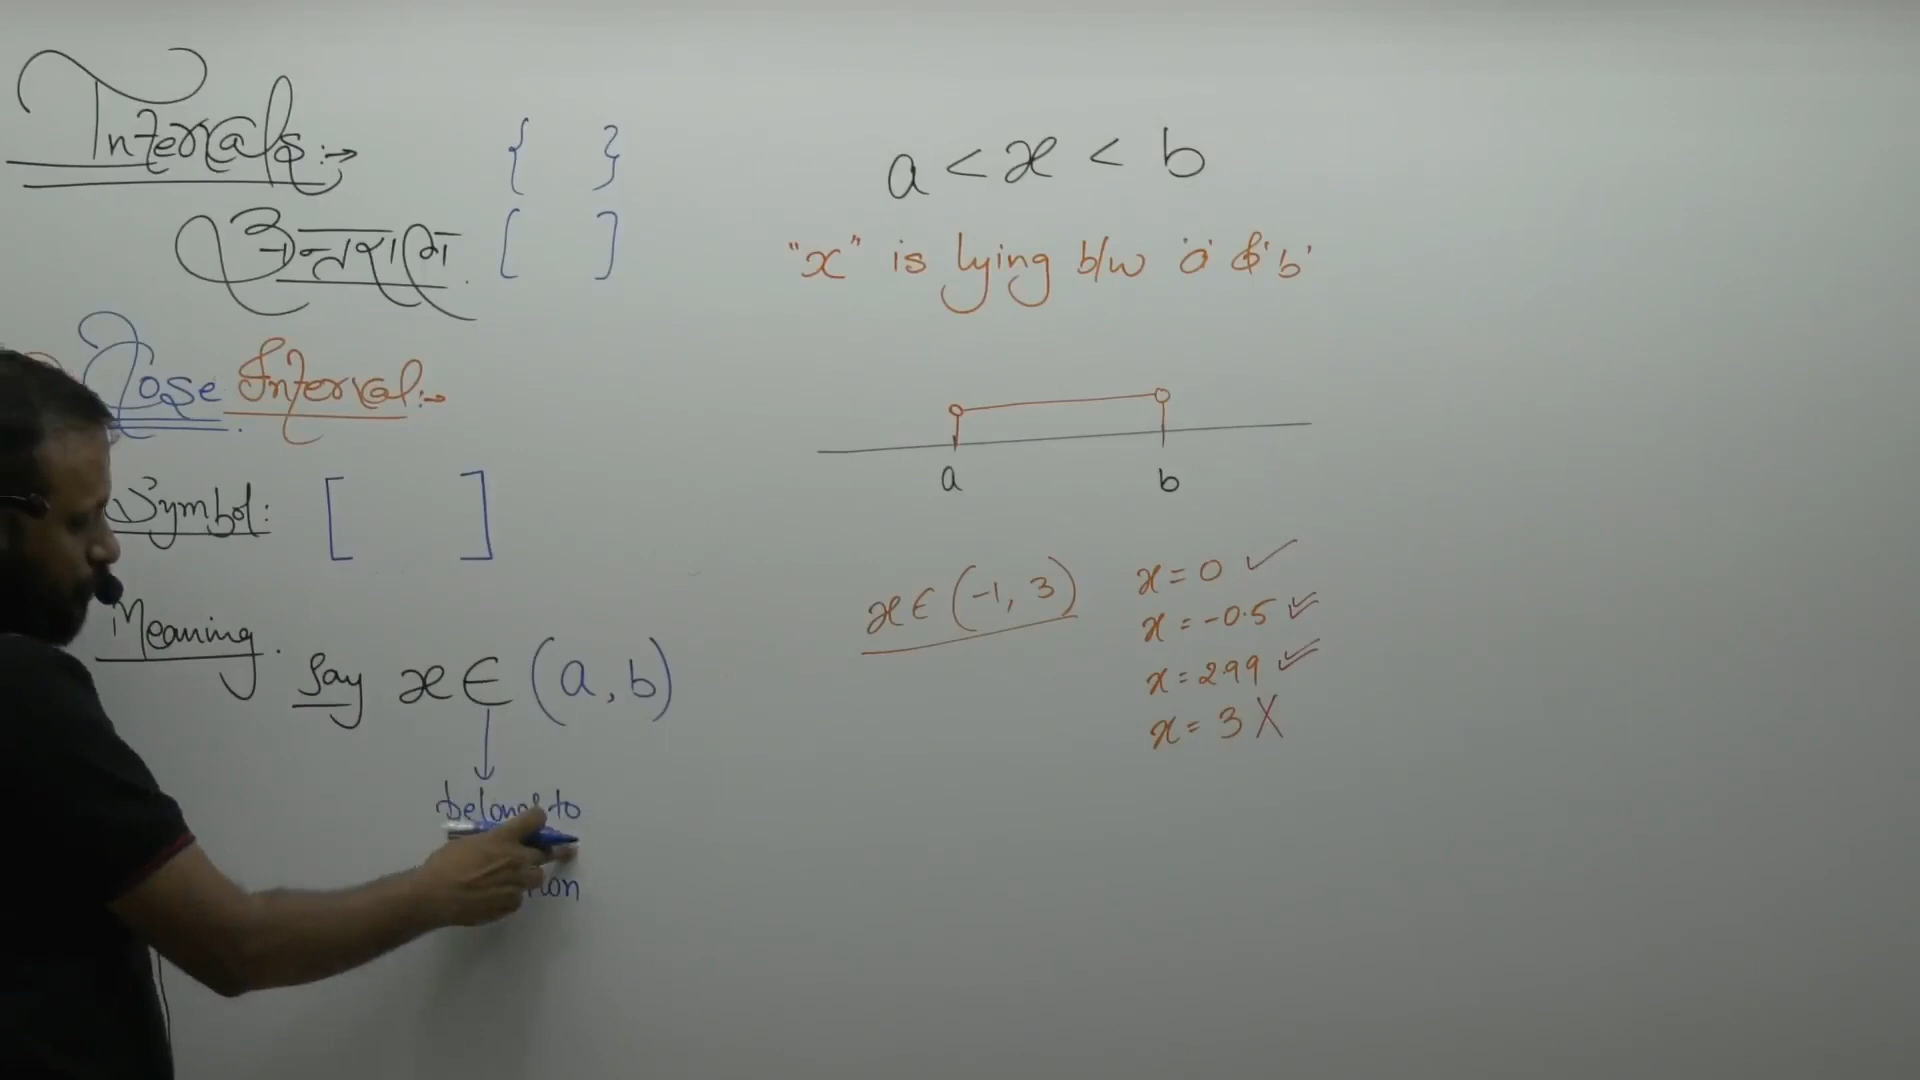 Intervals :→
{ }
अन्तराल
[ ]
Close Interval :→
Symbol: [ ]
Meaning.
Say x ∈ (a, b)
belongs to
a < x < b
"x" is lying b/w 'a' & 'b'
a b
x ∈ (-1, 3)
x = 0 ✓
x = -0.5 ✓
x = 2.99 ✓
x = 3 X